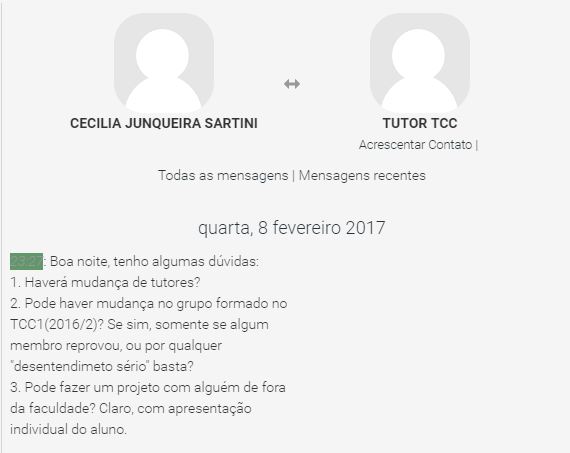 CECILIA JUNQUEIRA SARTINI
TUTOR TCC
Acrescentar Contato |
Todas as mensagens | Mensagens recentes
quarta, 8 fevereiro 2017
23:27: Boa noite, tenho algumas dúvidas:
1. Haverá mudança de tutores?
2. Pode haver mudança no grupo formado no
TCC1(2016/2)? Se sim, somente se algum
membro reprovou, ou por qualquer
"desentendimeto sério" basta?
3. Pode fazer um projeto com alguém de fora
da faculdade? Claro, com apresentação
individual do aluno.